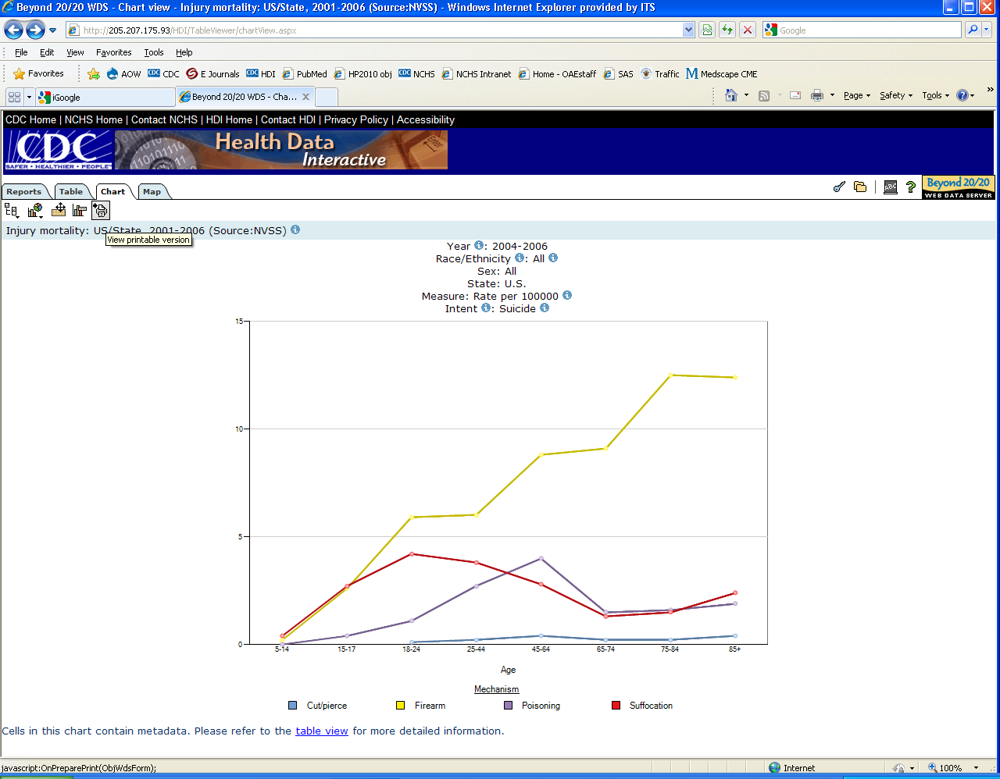 Beyond 20/20 WDS - Chart view - Injury mortality: US/State, 2001-2006 (Source:NVSS) - Windows Internet Explorer provided by ITS
http://205.207.175.93/HDI/TableViewer/chartView.aspx
Google
File Edit View Favorites Tools Help
Favorites AOW CDC CDC E Journals CDC HDI PubMed HP2010 obj CDC NCHS NCHS Intranet Home - OAEstaff SAS Traffic M Medscape CME
iGoogle Beyond 20/20 WDS - Cha... Page Safety Tools »
CDC Home | NCHS Home | Contact NCHS | HDI Home | Contact HDI | Privacy Policy | Accessibility
CDC
SAFER • HEALTHIER • PEOPLE™
Health Data
Interactive
Reports Table Chart Map
ABC
Beyond 20/20
WEB DATA SERVER
Injury mortality: US/State, 2001-2006 (Source:NVSS)
View printable version
Year : 2004-2006
Race/Ethnicity : All
Sex: All
State: U.S.
Measure: Rate per 100000
Intent : Suicide
15
10
5
0
5-14 15-17 18-24 25-44 45-64 65-74 75-84 85+
Age
Mechanism
Cut/pierce Firearm Poisoning Suffocation
Cells in this chart contain metadata. Please refer to the table view for more detailed information.
javascript:OnPreparePrint(ObjWdsForm);
Internet
100%